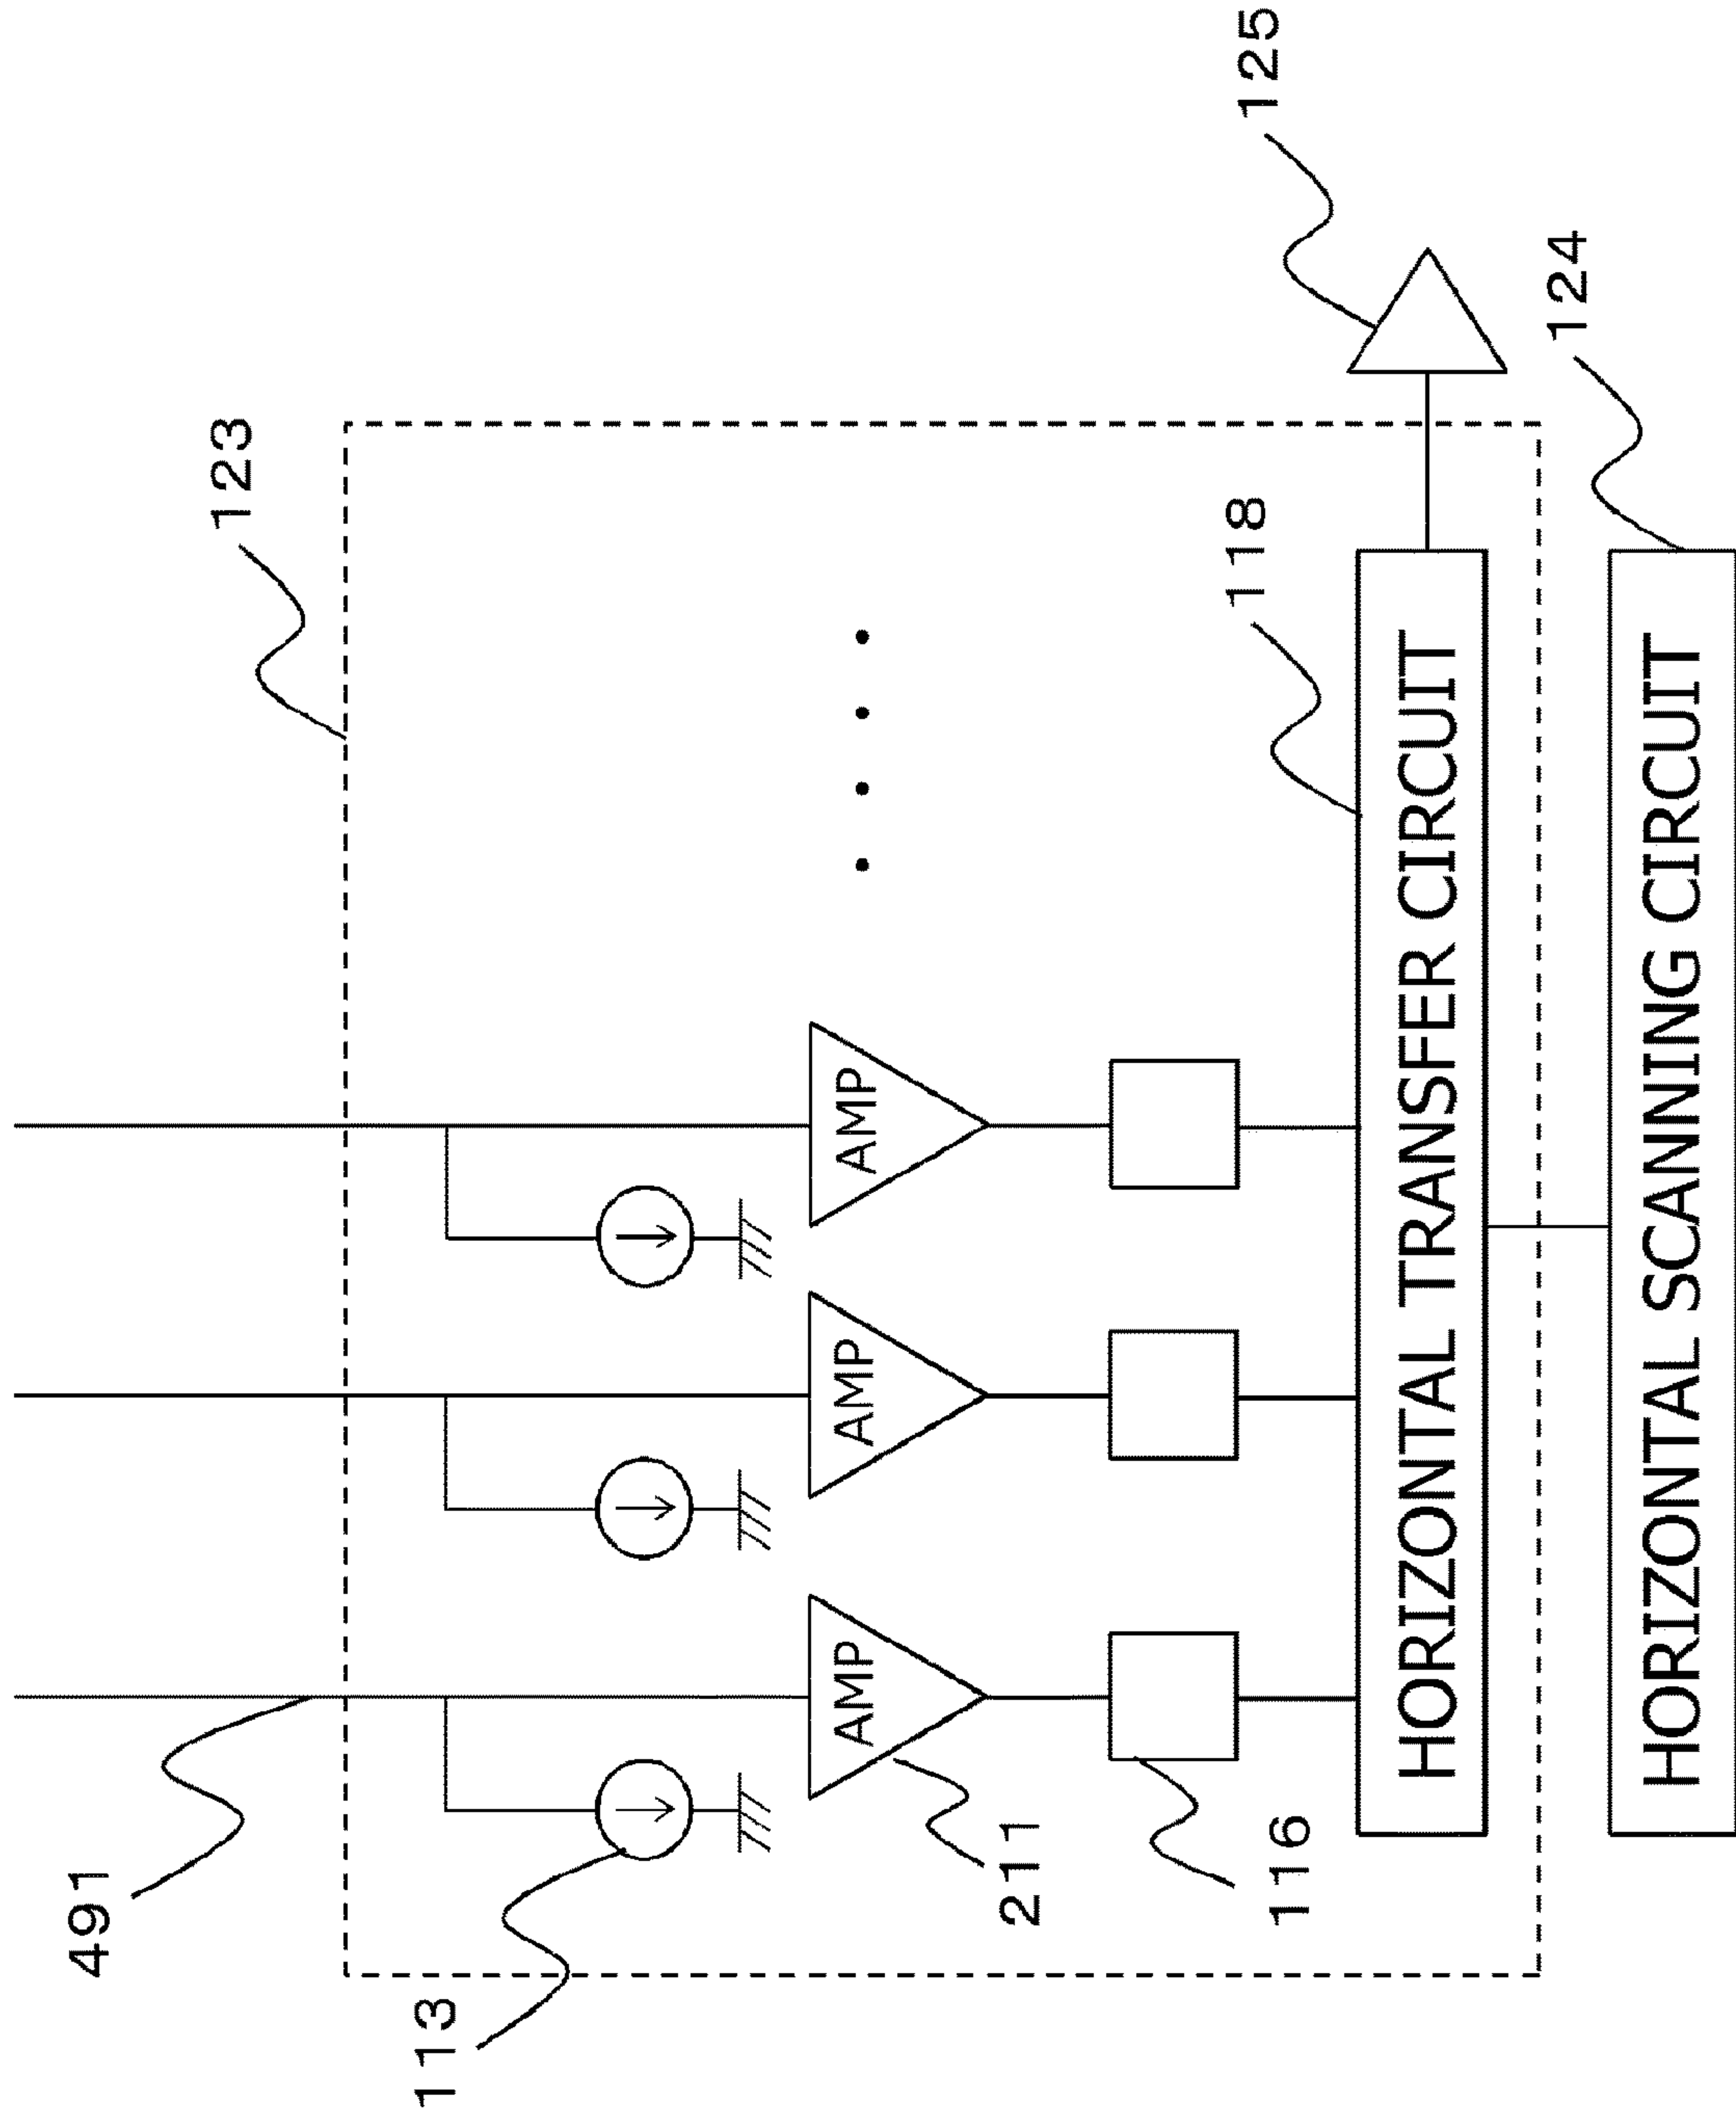 491
123
113
AMP
AMP
AMP
211
116
118
125
HORIZONTAL TRANSFER CIRCUIT
124
HORIZONTAL SCANNING CIRCUIT